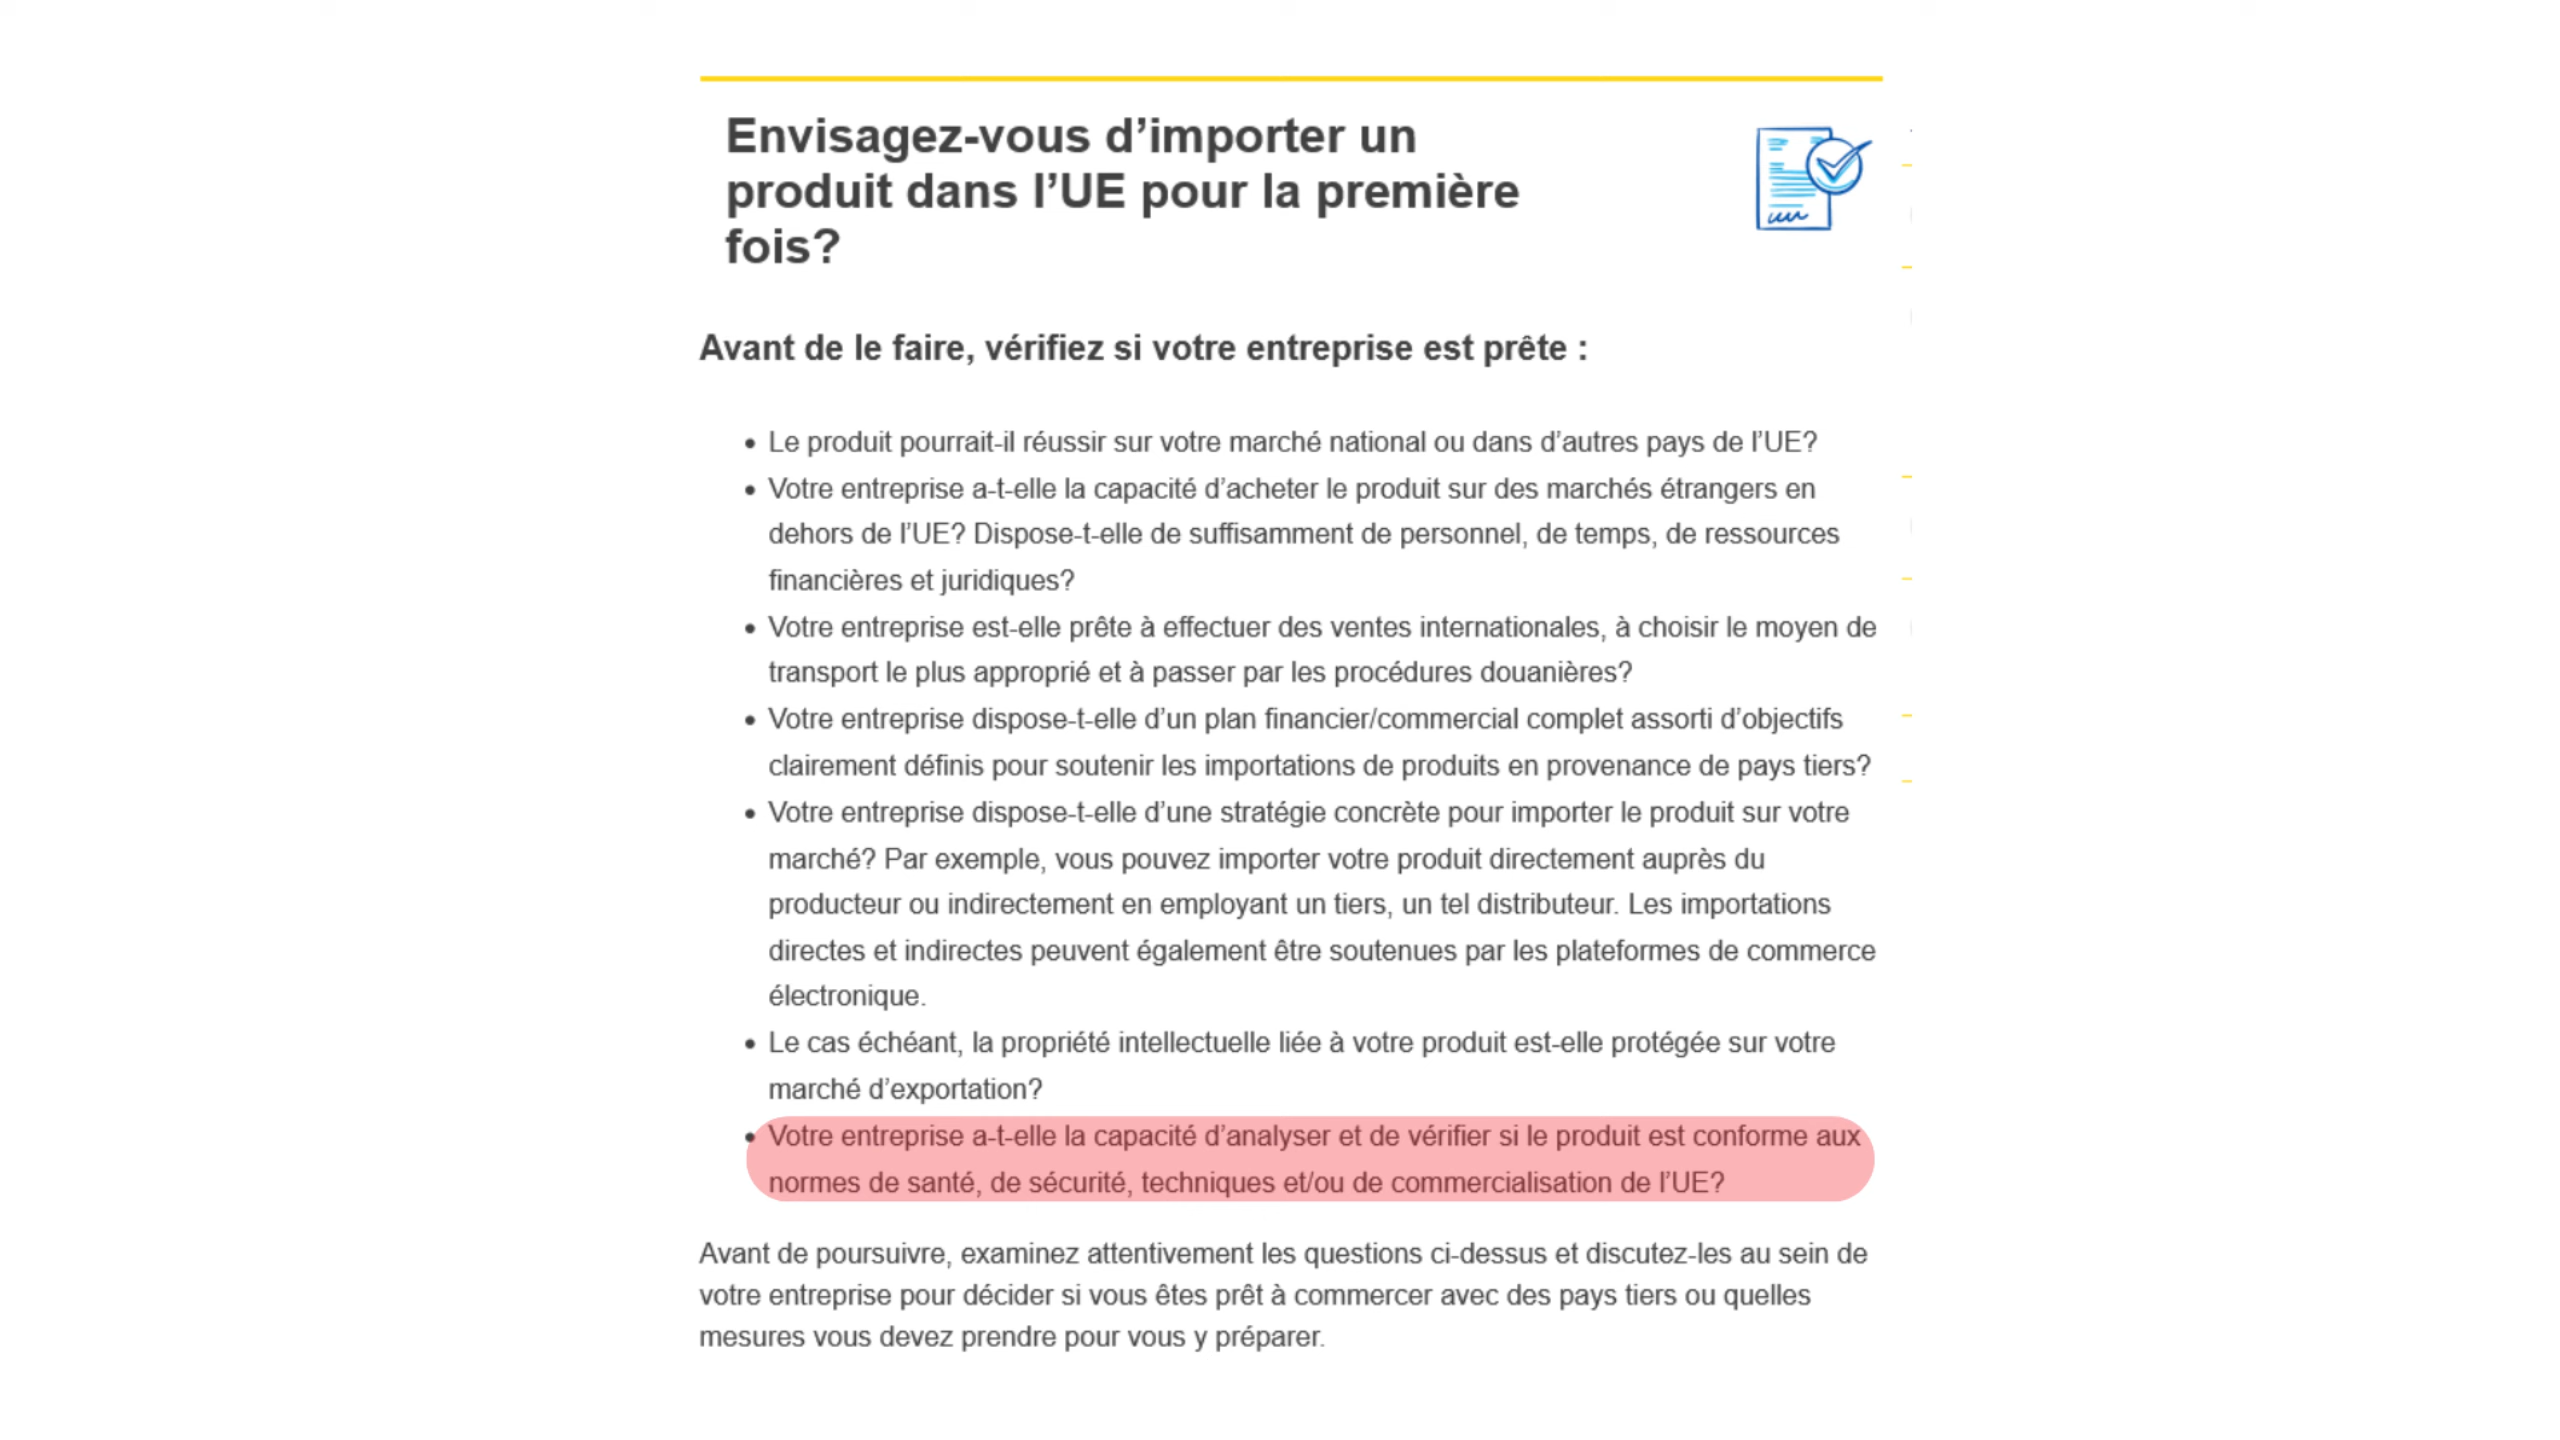 Envisagez-vous d’importer un
produit dans l’UE pour la première
fois?
Avant de le faire, vérifiez si votre entreprise est prête :
• Le produit pourrait-il réussir sur votre marché national ou dans d’autres pays de l’UE?
• Votre entreprise a-t-elle la capacité d’acheter le produit sur des marchés étrangers en
dehors de l’UE? Dispose-t-elle de suffisamment de personnel, de temps, de ressources
financières et juridiques?
• Votre entreprise est-elle prête à effectuer des ventes internationales, à choisir le moyen de
transport le plus approprié et à passer par les procédures douanières?
• Votre entreprise dispose-t-elle d’un plan financier/commercial complet assorti d’objectifs
clairement définis pour soutenir les importations de produits en provenance de pays tiers?
• Votre entreprise dispose-t-elle d’une stratégie concrète pour importer le produit sur votre
marché? Par exemple, vous pouvez importer votre produit directement auprès du
producteur ou indirectement en employant un tiers, un tel distributeur. Les importations
directes et indirectes peuvent également être soutenues par les plateformes de commerce
électronique.
• Le cas échéant, la propriété intellectuelle liée à votre produit est-elle protégée sur votre
marché d’exportation?
• Votre entreprise a-t-elle la capacité d’analyser et de vérifier si le produit est conforme aux
normes de santé, de sécurité, techniques et/ou de commercialisation de l’UE?
Avant de poursuivre, examinez attentivement les questions ci-dessus et discutez-les au sein de
votre entreprise pour décider si vous êtes prêt à commercer avec des pays tiers ou quelles
mesures vous devez prendre pour vous y préparer.